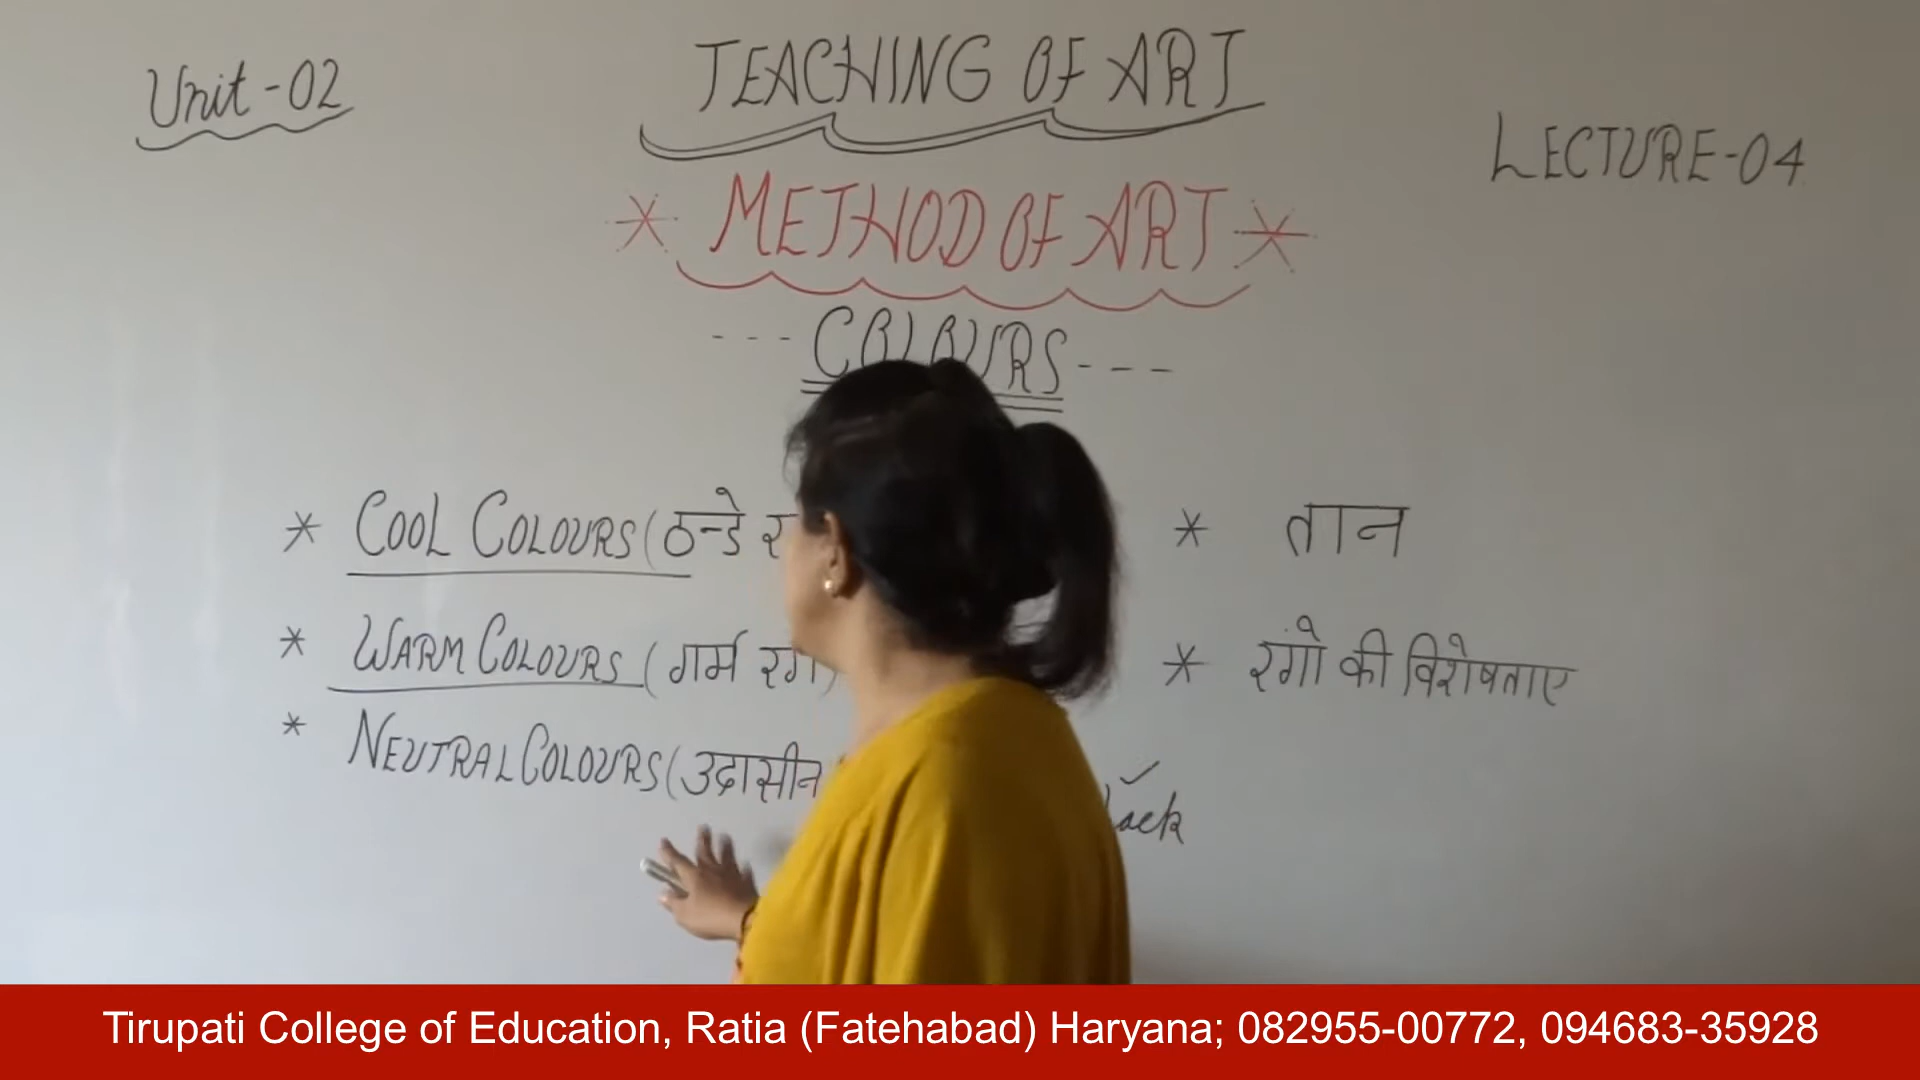 Unit-02
TEACHING OF ART
LECTURE-04
* METHOD OF ART *
--- COLOURS ---
* COOL COLOURS (ठन्डे
* WARM COLOURS (गर्म रंग)
* NEUTRAL COLOURS (उदासीन
* तान
* रंगो की विशेषताए
Tirupati College of Education, Ratia (Fatehabad) Haryana; 082955-00772, 094683-35928